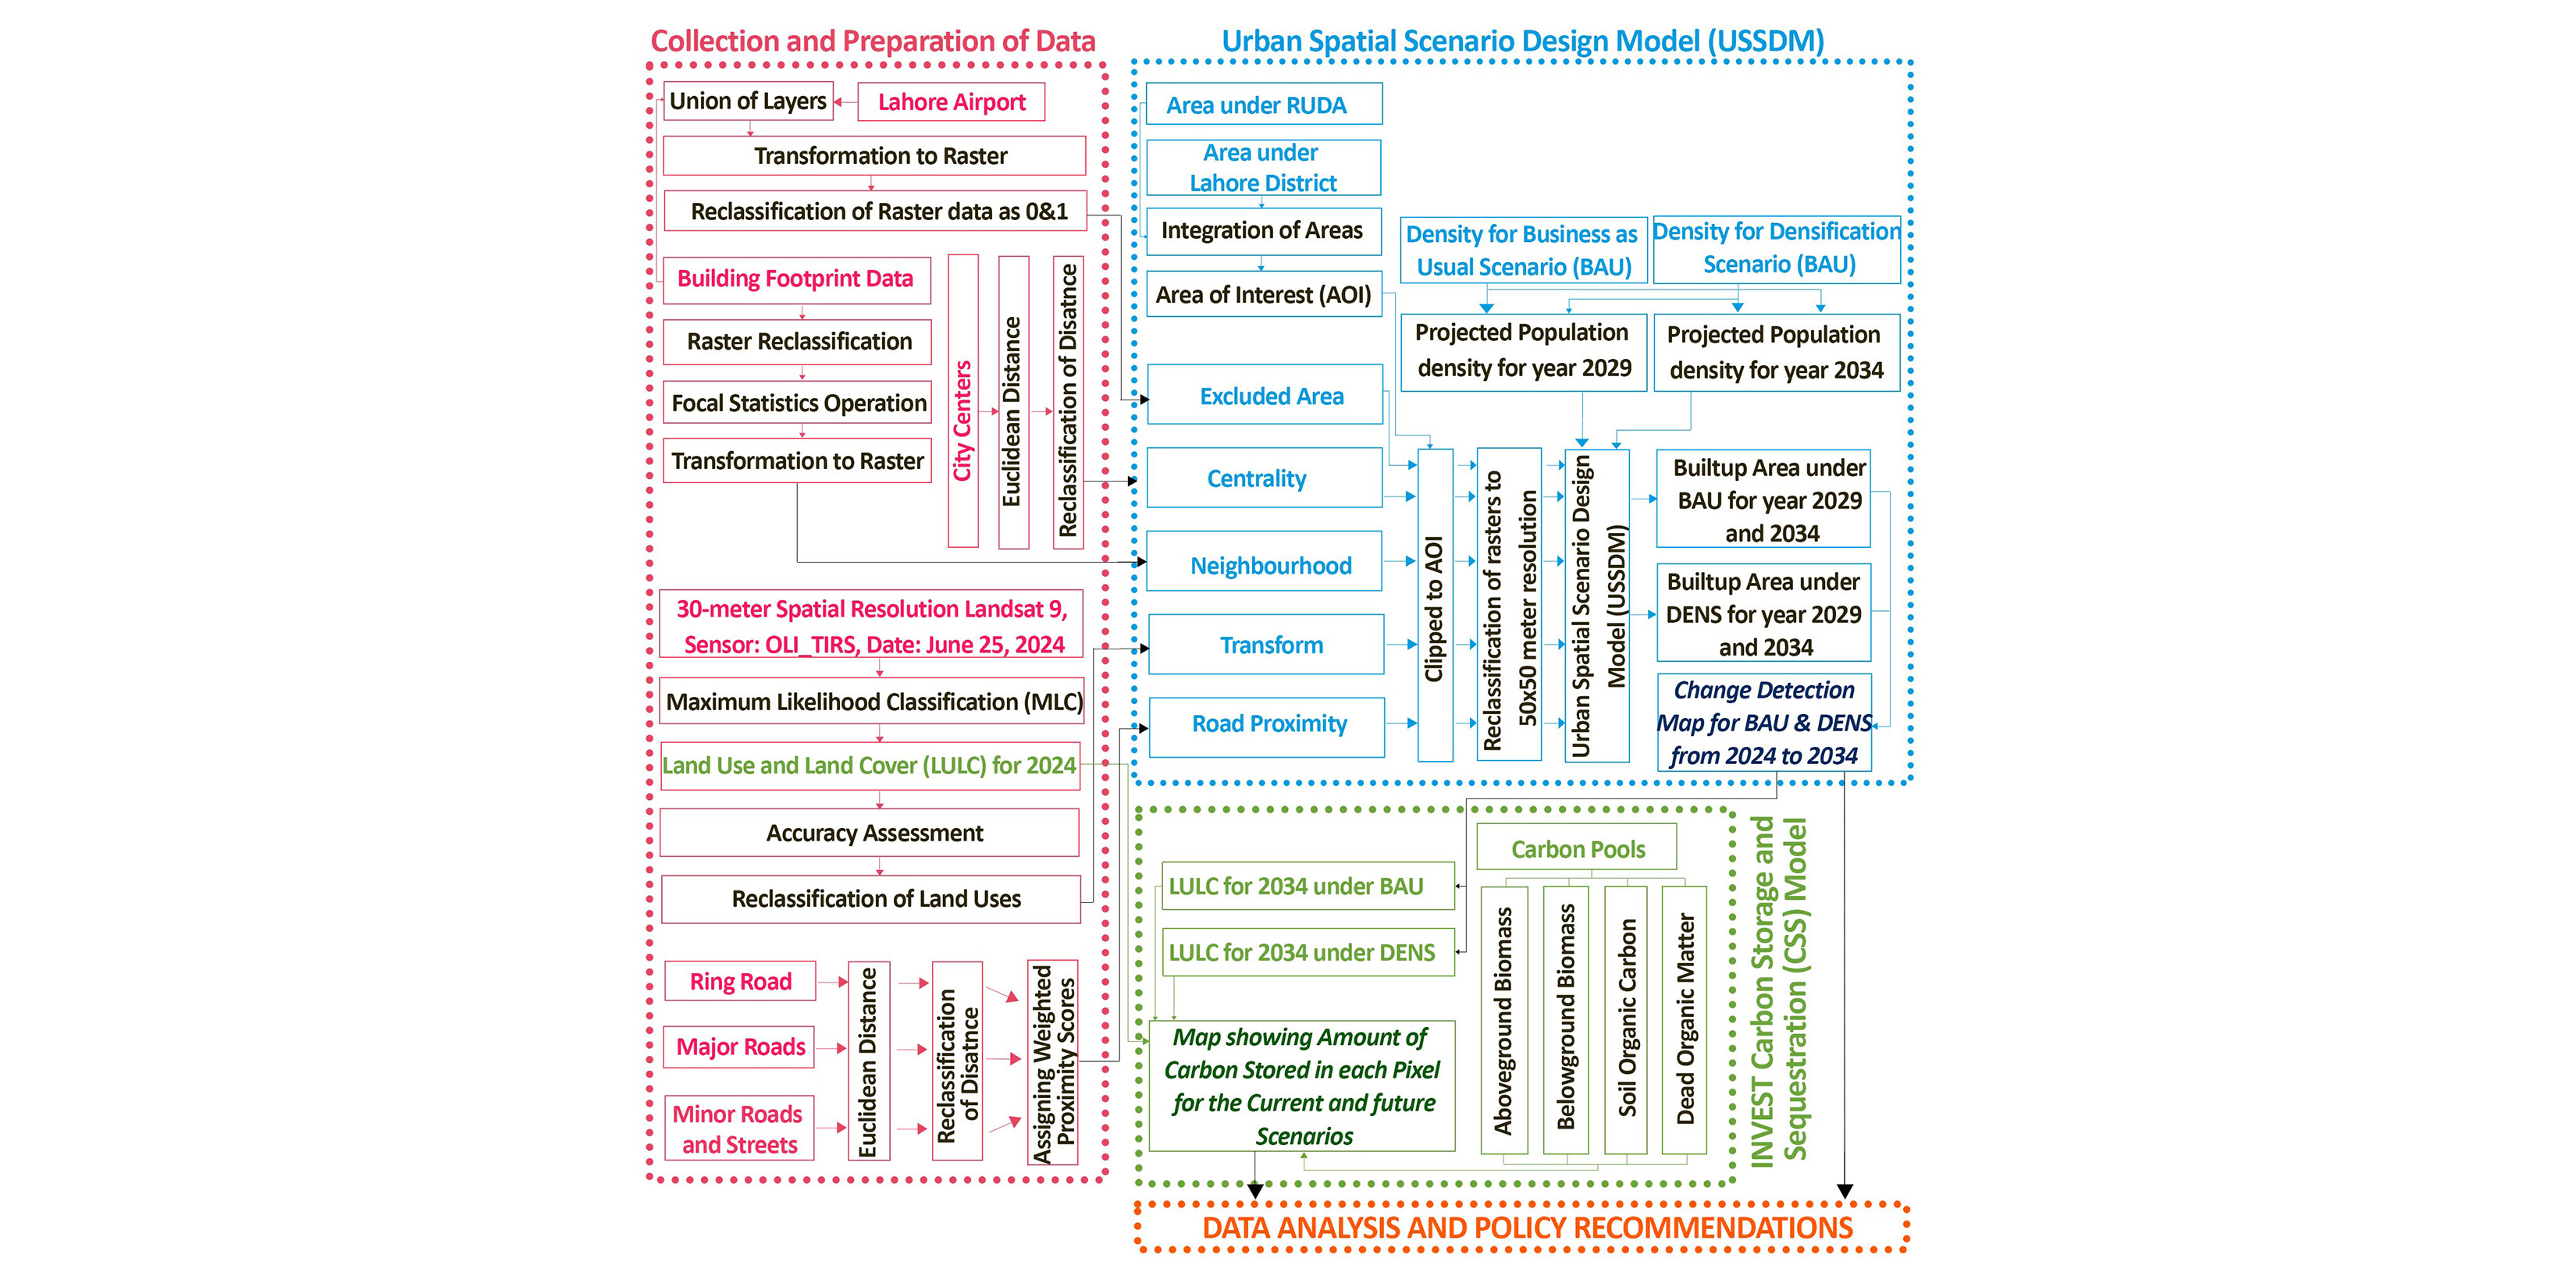 Collection and Preparation of Data
Union of Layers
Lahore Airport
Transformation to Raster
Reclassification of Raster data as 0&1
Building Footprint Data
Raster Reclassification
Focal Statistics Operation
Transformation to Raster
City Centers
Euclidean Distance
Reclassification of Disatnce
30-meter Spatial Resolution Landsat 9,
Sensor: OLI_TIRS, Date: June 25, 2024
Maximum Likelihood Classification (MLC)
Land Use and Land Cover (LULC) for 2024
Accuracy Assessment
Reclassification of Land Uses
Ring Road
Major Roads
Minor Roads
and Streets
Euclidean Distance
Reclassification
of Disatnce
Assigning Weighted
Proximity Scores
Urban Spatial Scenario Design Model (USSDM)
Area under RUDA
Area under
Lahore District
Integration of Areas
Area of Interest (AOI)
Density for Business as
Usual Scenario (BAU)
Density for Densification
Scenario (BAU)
Projected Population
density for year 2029
Projected Population
density for year 2034
Excluded Area
Centrality
Neighbourhood
Transform
Road Proximity
Clipped to AOI
Reclassification of rasters to
50x50 meter resolution
Urban Spatial Scenario Design
Model (USSDM)
Builtup Area under
BAU for year 2029
and 2034
Builtup Area under
DENS for year 2029
and 2034
Change Detection
Map for BAU & DENS
from 2024 to 2034
LULC for 2034 under BAU
LULC for 2034 under DENS
Map showing Amount of
Carbon Stored in each Pixel
for the Current and future
Scenarios
Carbon Pools
Aboveground Biomass
Belowground Biomass
Soil Organic Carbon
Dead Organic Matter
INVEST Carbon Storage and
Sequestration (CSS) Model
DATA ANALYSIS AND POLICY RECOMMENDATIONS